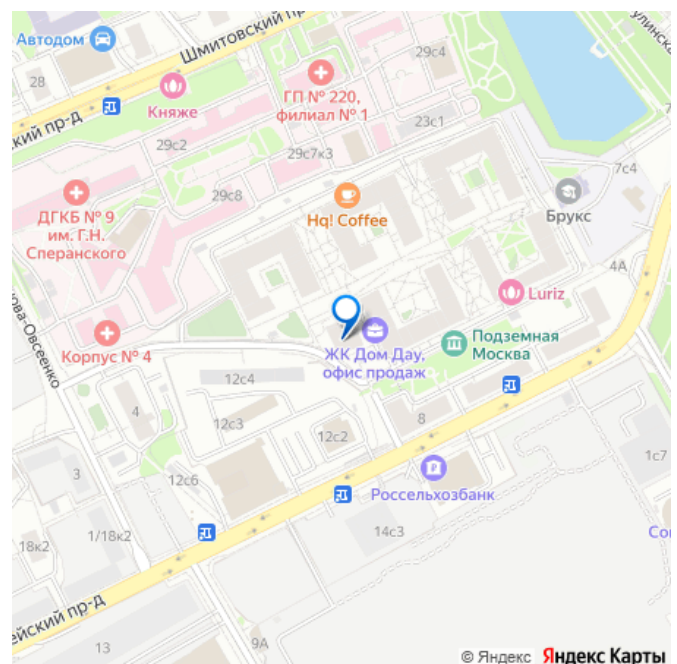 Автодом
Шмитовский пр-
улинска
29с4
28
ГП № 220,
филиал № 1
Княже
23с1
ский пр-д
29с2
29с7к3
7с4
29с8
ДГКБ № 9
им. Г.Н.
Сперанского
Hq! Coffee
Брукс
4А
Luriz
ова-Овсеенко
Корпус № 4
Подземная
Москва
ЖК Дом Дау,
офис продаж
12с4
4
12с3
8
12с2
1с7
3
12с6
Россельхозбанк
18к2
1/18к2
14с3
Со
ейский пр-д
13
9А
© Яндекс Яндекс Карты